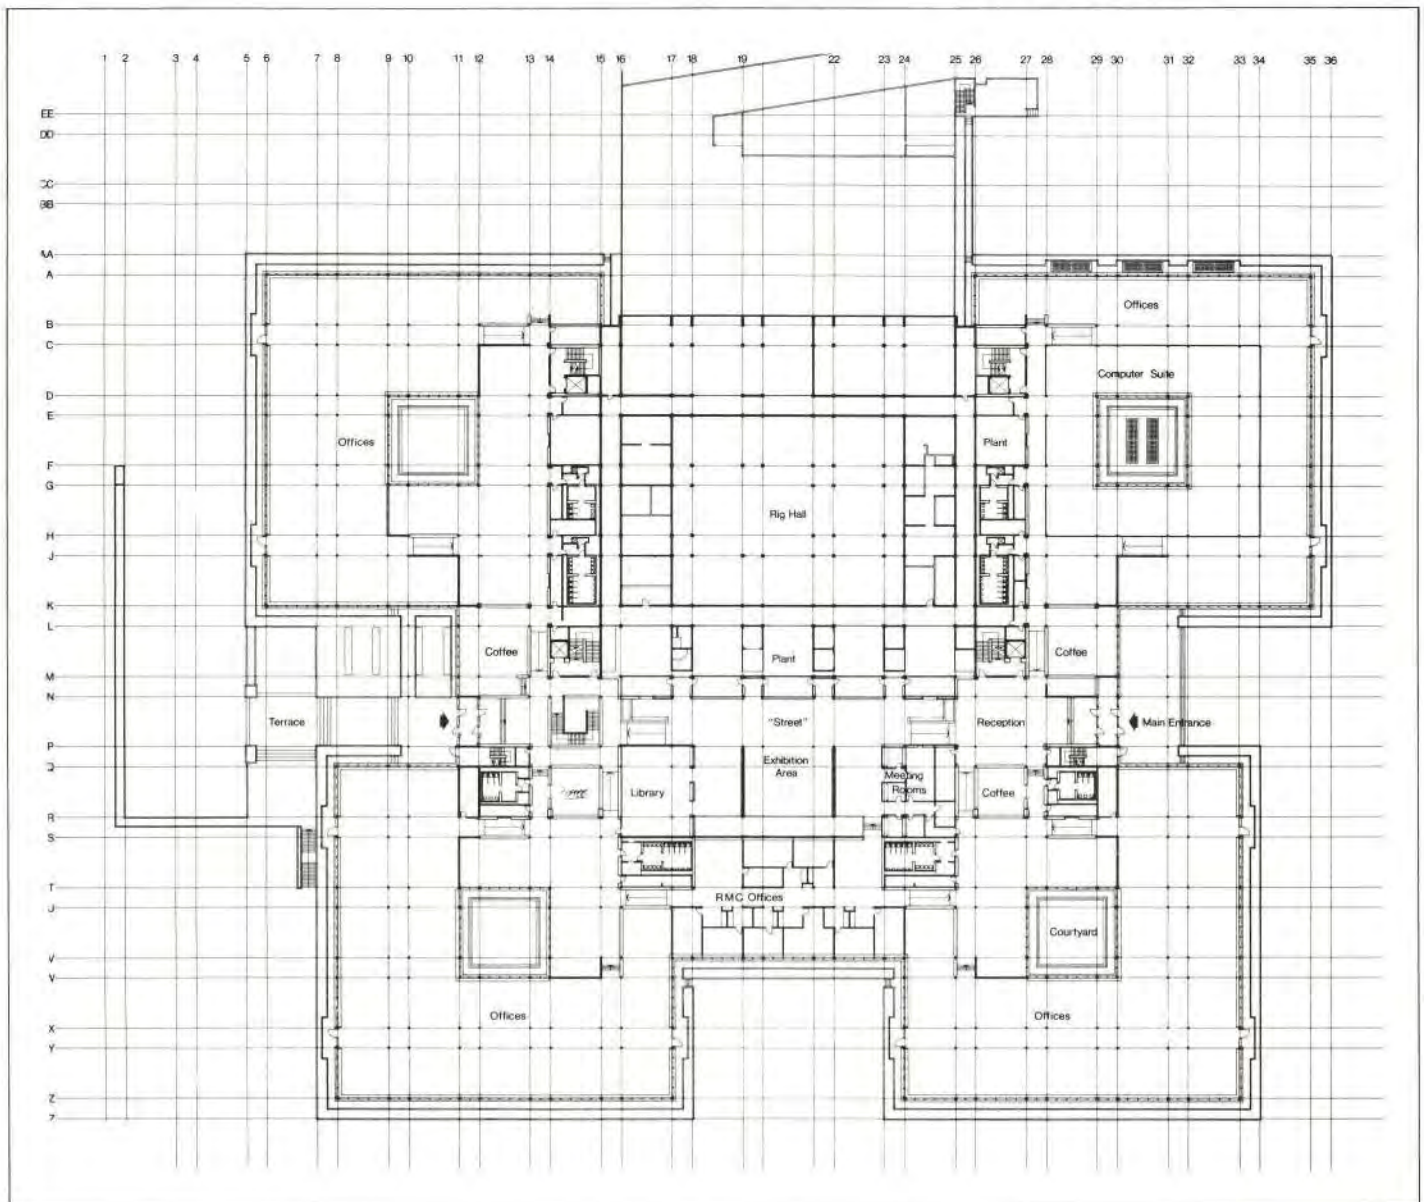 1 2 3 4 5 6 7 8 9 10 11 12 13 14 15 16 17 18 19 22 23 24 25 26 27 28 29 30 31 32 33 34 35 36
EE
DD
CC
BB
AA
A
Offices
B
C
Computer Suite
D
E
Offices
Plant
F
G
Rig Hall
H
J
K
L
Coffee
Plant
Coffee
M
N
Terrace
"Street"
Reception
Main Entrance
P
Q
Exhibition
Area
Meeting
Rooms
Library
Coffee
R
S
T
RMC Offices
U
Courtyard
V
Offices
Offices
X
Y
Z